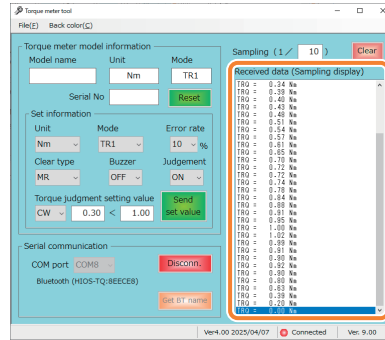 Torque meter tool
File(F) Back color(C)
Torque meter model information
Model name Unit Mode
Nm TR1
Serial No Reset
Set information
Unit Mode Error rate
Nm TR1 10 %
Clear type Buzzer Judgement
MR OFF ON
Torque judgment setting value
CW 0.30 < 1.00
Send
set value
Serial communication
COM port COM8 Disconn.
Bluetooth (HIOS-TQ:8EECE8)
Get BT name
Sampling (1／ 10 ) Clear
Received data (Sampling display)
TRQ = 0.34 Nm
TRQ = 0.39 Nm
TRQ = 0.40 Nm
TRQ = 0.43 Nm
TRQ = 0.48 Nm
TRQ = 0.51 Nm
TRQ = 0.54 Nm
TRQ = 0.57 Nm
TRQ = 0.61 Nm
TRQ = 0.65 Nm
TRQ = 0.70 Nm
TRQ = 0.72 Nm
TRQ = 0.72 Nm
TRQ = 0.74 Nm
TRQ = 0.78 Nm
TRQ = 0.84 Nm
TRQ = 0.88 Nm
TRQ = 0.91 Nm
TRQ = 0.95 Nm
TRQ = 1.00 Nm
TRQ = 1.02 Nm
TRQ = 0.99 Nm
TRQ = 0.91 Nm
TRQ = 0.90 Nm
TRQ = 0.92 Nm
TRQ = 0.90 Nm
TRQ = 0.80 Nm
TRQ = 0.63 Nm
TRQ = 0.39 Nm
TRQ = 0.20 Nm
TRQ = 0.00 Nm
Ver4.00 2025/04/07 Connected Ver. 9.00